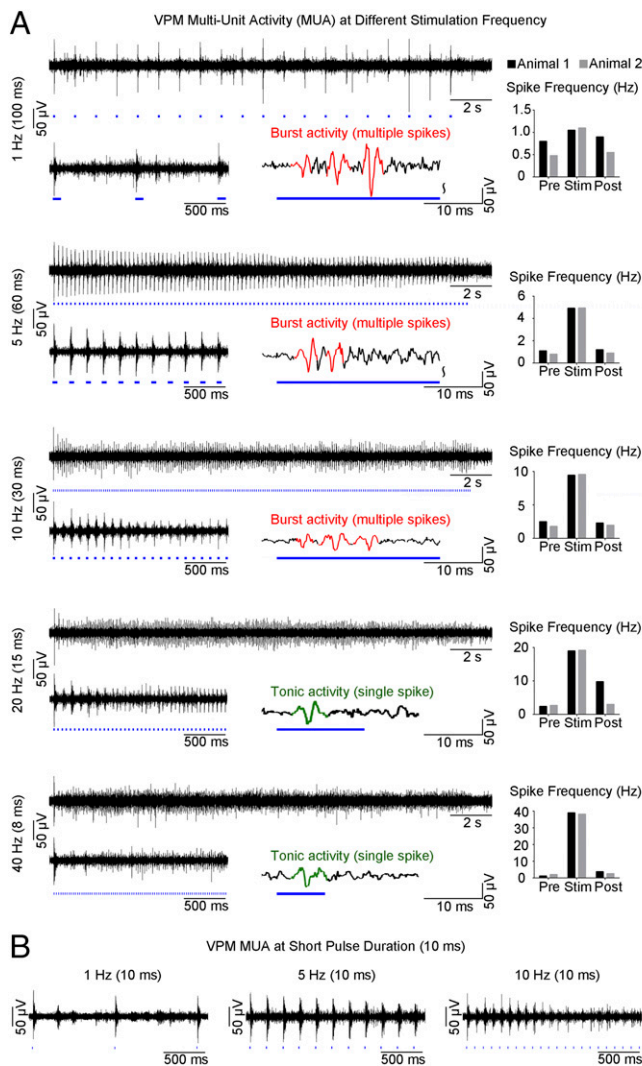 A
VPM Multi-Unit Activity (MUA) at Different Stimulation Frequency
Animal 1 Animal 2
1 Hz (100 ms)
50 µV
2 s
500 ms
Burst activity (multiple spikes)
10 ms
50 µV
Spike Frequency (Hz)
1.5
1.0
0.5
0.0
Pre Stim Post
5 Hz (60 ms)
50 µV
2 s
500 ms
Burst activity (multiple spikes)
10 ms
50 µV
Spike Frequency (Hz)
6
4
2
0
Pre Stim Post
10 Hz (30 ms)
50 µV
2 s
500 ms
Burst activity (multiple spikes)
10 ms
50 µV
Spike Frequency (Hz)
10
5
0
Pre Stim Post
20 Hz (15 ms)
50 µV
2 s
500 ms
Tonic activity (single spike)
10 ms
50 µV
Spike Frequency (Hz)
20
10
0
Pre Stim Post
40 Hz (8 ms)
50 µV
2 s
500 ms
Tonic activity (single spike)
10 ms
50 µV
Spike Frequency (Hz)
40
30
20
10
0
Pre Stim Post
B
VPM MUA at Short Pulse Duration (10 ms)
1 Hz (10 ms)
50 µV
500 ms
5 Hz (10 ms)
50 µV
500 ms
10 Hz (10 ms)
50 µV
500 ms